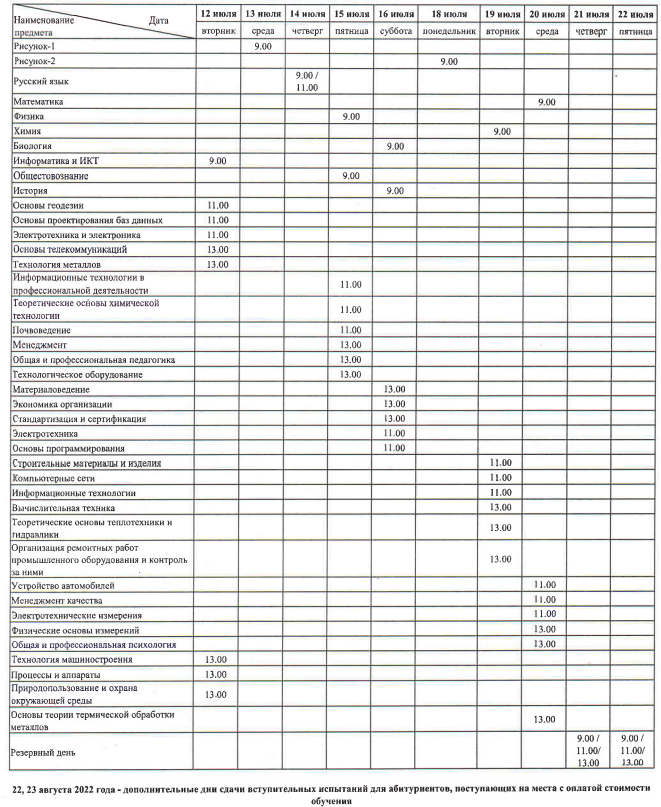 Наименование предмета Дата 12 июля 13 июля 14 июля 15 июля 16 июля 18 июля 19 июля 20 июля 21 июля 22 июля
вторник среда четверг пятница суббота понедельник вторник среда четверг пятница
Рисунок-1 9.00
Рисунок-2 9.00
Русский язык 9.00 / 11.00
Математика 9.00
Физика 9.00
Химия 9.00
Биология 9.00
Информатика и ИКТ 9.00
Обществознание 9.00
История 9.00
Основы геодезии 11.00
Основы проектирования баз данных 11.00
Электротехника и электроника 11.00
Основы телекоммуникаций 13.00
Технология металлов 13.00
Информационные технологии в
профессиональной деятельности 11.00
Теоретические основы химической
технологии 11.00
Почвоведение 11.00
Менеджмент 13.00
Общая и профессиональная педагогика 13.00
Технологическое оборудование 13.00
Материаловедение 13.00
Экономика организации 13.00
Стандартизация и сертификация 13.00
Электротехника 11.00
Основы программирования 11.00
Строительные материалы и изделия 11.00
Компьютерные сети 11.00
Информационные технологии 11.00
Вычислительная техника 13.00
Теоретические основы теплотехники и
гидравлики 13.00
Организация ремонтных работ
промышленного оборудования и контроль 13.00
за ними
Устройство автомобилей 11.00
Менеджмент качества 11.00
Электротехнические измерения 11.00
Физические основы измерений 13.00
Общая и профессиональная психология 13.00
Технология машиностроения 13.00
Процессы и аппараты 13.00
Природопользование и охрана
окружающей среды 13.00
Основы теории термической обработки
металлов 13.00
Резервный день 9.00 / 11.00/ 13.00 9.00 / 11.00/ 13.00
22, 23 августа 2022 года - дополнительные дни сдачи вступительных испытаний для абитуриентов, поступающих на места с оплатой стоимости
обучения